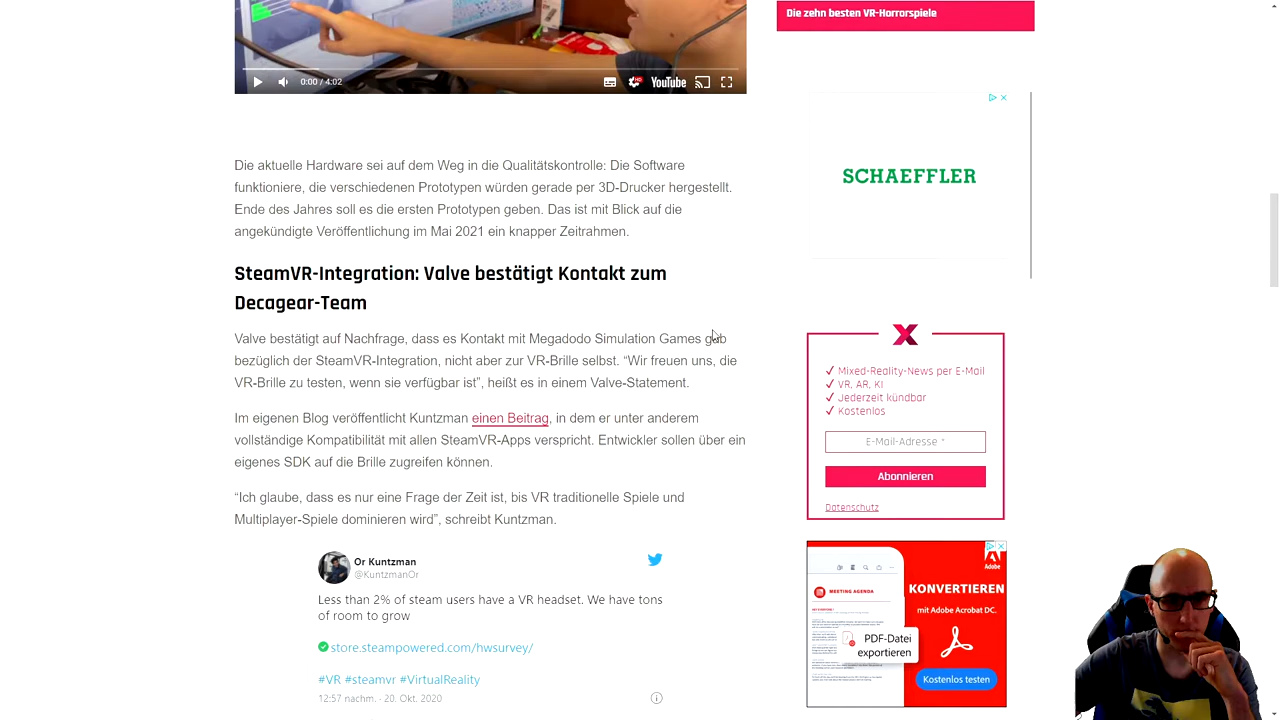 Die zehn besten VR-Horrorspiele
0:00 / 4:02
YouTube
Die aktuelle Hardware sei auf dem Weg in die Qualitätskontrolle: Die Software
funktioniere, die verschiedenen Prototypen würden gerade per 3D-Drucker hergestellt.
Ende des Jahres soll es die ersten Prototypen geben. Das ist mit Blick auf die
angekündigte Veröffentlichung im Mai 2021 ein knapper Zeitrahmen.
SteamVR-Integration: Valve bestätigt Kontakt zum
Decagear-Team
Valve bestätigt auf Nachfrage, dass es Kontakt mit Megadodo Simulation Games gab
bezüglich der SteamVR-Integration, nicht aber zur VR-Brille selbst. “Wir freuen uns, die
VR-Brille zu testen, wenn sie verfügbar ist”, heißt es in einem Valve-Statement.
Im eigenen Blog veröffentlicht Kuntzman einen Beitrag, in dem er unter anderem
vollständige Kompatibilität mit allen SteamVR-Apps verspricht. Entwickler sollen über ein
eigenes SDK auf die Brille zugreifen können.
“Ich glaube, dass es nur eine Frage der Zeit ist, bis VR traditionelle Spiele und
Multiplayer-Spiele dominieren wird”, schreibt Kuntzman.
Or Kuntzman
@KuntzmanOr
Less than 2% of steam users have a VR headset. We have tons
of room to grow
store.steampowered.com/hwsurvey/
#VR #steamvr #VirtualReality
12:57 nachm. - 20. Okt. 2020
SCHAEFFLER
Mixed-Reality-News per E-Mail
VR, AR, KI
Jederzeit kündbar
Kostenlos
E-Mail-Adresse *
Abonnieren
Datenschutz
Adobe
MEETING AGENDA
KONVERTIEREN
mit Adobe Acrobat DC.
PDF-Datei
exportieren
Kostenlos testen